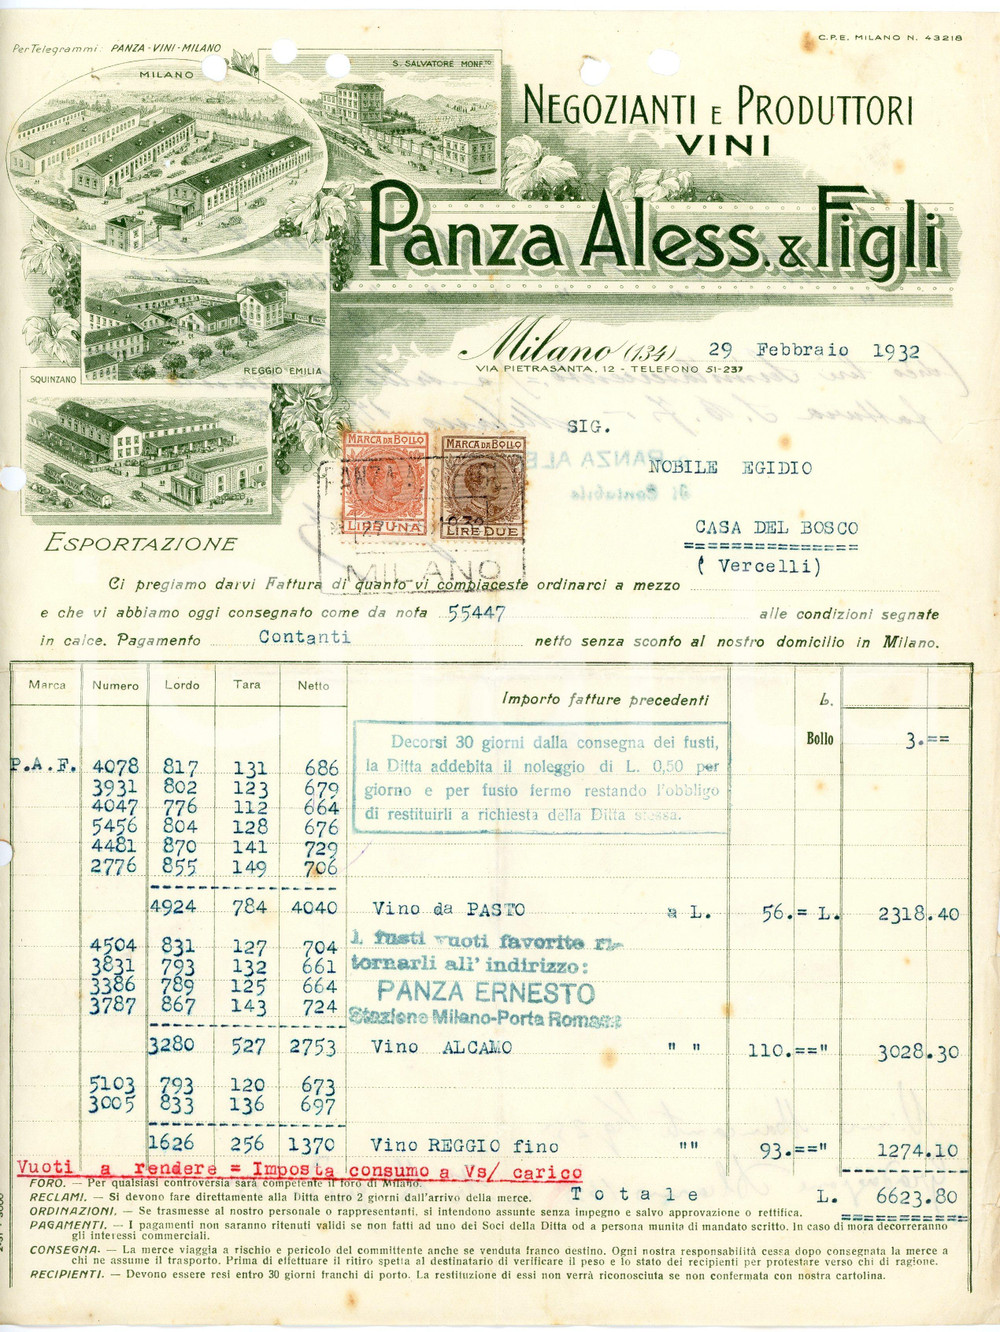 Per Telegrammi: PANZA - VINI - MILANO
C.P.E. MILANO N. 43218
MILANO
S. SALVATORE MONF.TO
REGGIO EMILIA
SQUINZANO
NEGOZIANTI E PRODUTTORI
VINI
Panza Aless. & Figli
Milano (134) 29 Febbraio 1932
VIA PIETRASANTA, 12 - TELEFONO 51-237
SIG.
NOBILE EGIDIO
CASA DEL BOSCO
( Vercelli)
MARCA DA BOLLO
LIRE UNA
MARCA DA BOLLO
LIRE DUE
MILANO
ESPORTAZIONE
Ci pregiamo darvi Fattura di quanto vi compiaceste ordinarci a mezzo
e che vi abbiamo oggi consegnato come da nota 55447 alle condizioni segnate
in calce. Pagamento Contanti netto senza sconto al nostro domicilio in Milano.
Marca Numero Lordo Tara Netto Importo fatture precedenti L.
Bollo 3.==
Decorsi 30 giorni dalla consegna dei fusti,
la Ditta addebita il noleggio di L. 0,50 per
giorno e per fusto fermo restando l'obbligo
di restituirli a richiesta della Ditta stessa.
P.A.F. 4078 817 131 686
3931 802 123 679
4047 776 112 664
5456 804 128 676
4481 870 141 729
2776 855 149 706
4924 784 4040 Vino da PASTO a L. 56.= L. 2318.40
I fusti vuoti favorite ri-
tornarli all'indirizzo:
PANZA ERNESTO
Stazione Milano-Porta Romana
4504 831 127 704
3831 793 132 661
3386 789 125 664
3787 867 143 724
3280 527 2753 Vino ALCAMO " " 110.==" 3028.30
5103 793 120 673
3005 833 136 697
1626 256 1370 Vino REGGIO fino "" 93.==" 1274.10
Vuoti a rendere = Imposta consumo a Vs/ carico
Totale L. 6623.80
FORO. — Per qualsiasi controversia sarà competente il foro di Milano.
RECLAMI. — Si devono fare direttamente alla Ditta entro 2 giorni dall'arrivo della merce.
ORDINAZIONI. — Se trasmesse al nostro personale o rappresentanti, si intendono assunte senza impegno e salvo approvazione o rettifica.
PAGAMENTI. — I pagamenti non saranno ritenuti validi se non fatti ad uno dei Soci della Ditta od a persona munita di mandato scritto. In caso di mora decorreranno
gli interessi commerciali.
CONSEGNA. — La merce viaggia a rischio e pericolo del committente anche se venduta franco destino. Ogni nostra responsabilità cessa dopo consegnata la merce a
chi ne assume il trasporto. Prima di effettuare il ritiro spetta al destinatario di verificare il peso e lo stato dei recipienti per protestare verso chi di ragione.
RECIPIENTI. — Devono essere resi entro 30 giorni franchi di porto. La restituzione di essi non verrà riconosciuta se non confermata con nostra cartolina.